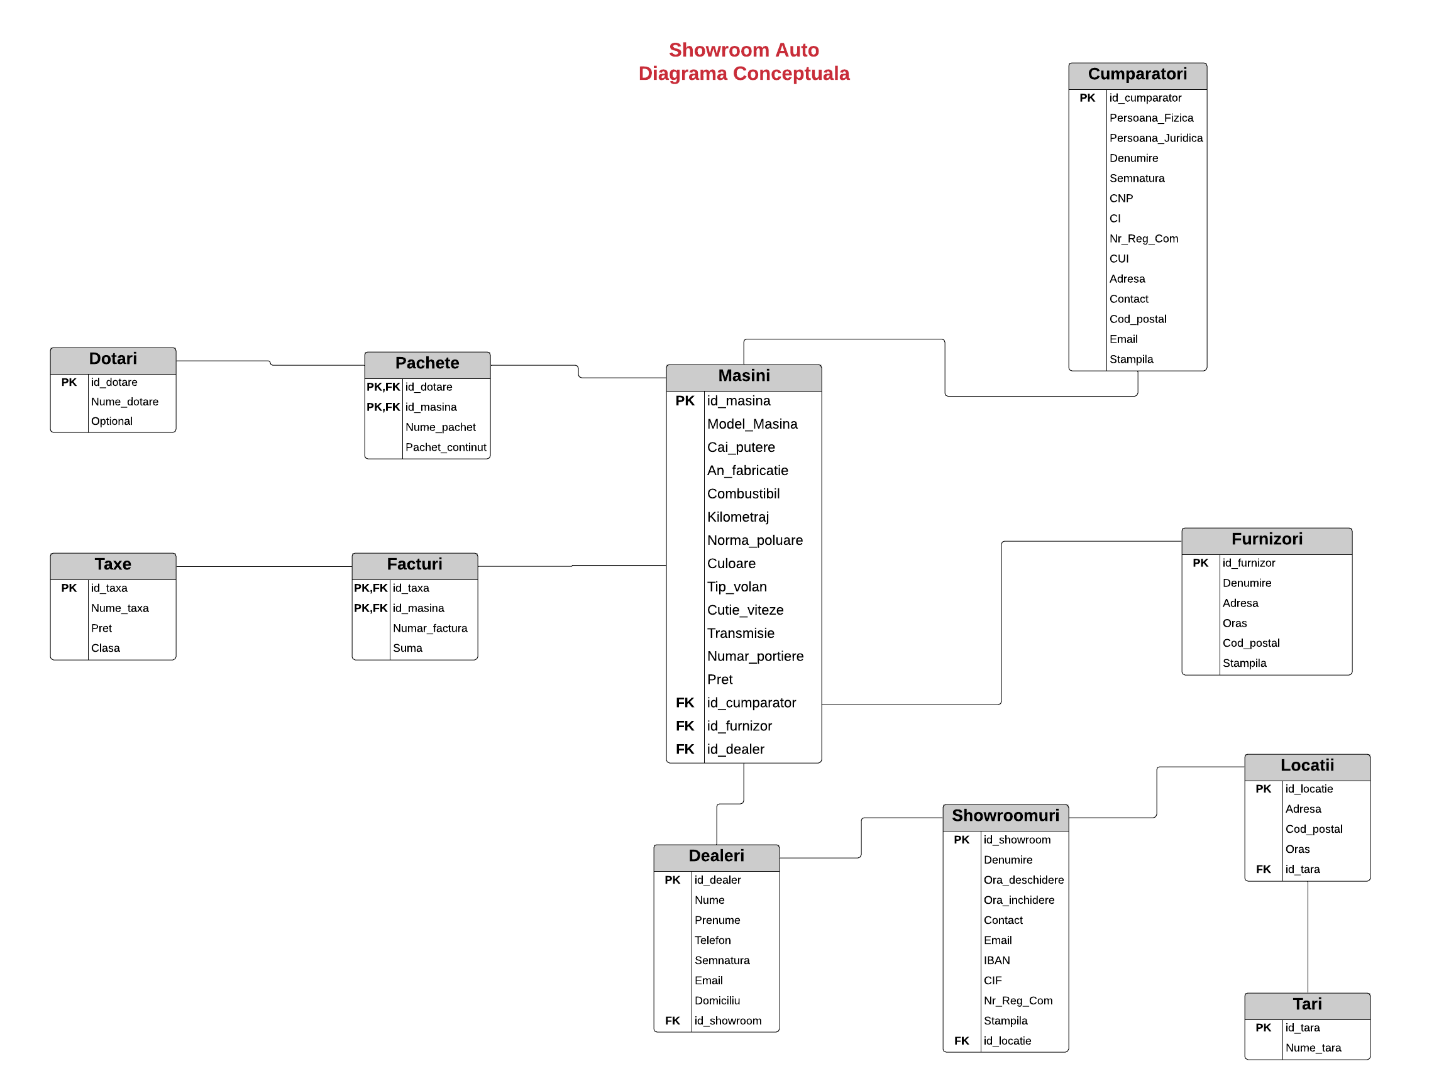 Showroom Auto
Diagrama Conceptuala
Cumparatori
PK id_cumparator
Persoana_Fizica
Persoana_Juridica
Denumire
Semnatura
CNP
CI
Nr_Reg_Com
CUI
Adresa
Contact
Cod_postal
Email
Stampila
Dotari
PK id_dotare
Nume_dotare
Optional
Pachete
PK,FK id_dotare
PK,FK id_masina
Nume_pachet
Pachet_continut
Masini
PK id_masina
Model_Masina
Cai_putere
An_fabricatie
Combustibil
Kilometraj
Norma_poluare
Culoare
Tip_volan
Cutie_viteze
Transmisie
Numar_portiere
Pret
FK id_cumparator
FK id_furnizor
FK id_dealer
Taxe
PK id_taxa
Nume_taxa
Pret
Clasa
Facturi
PK,FK id_taxa
PK,FK id_masina
Numar_factura
Suma
Furnizori
PK id_furnizor
Denumire
Adresa
Oras
Cod_postal
Stampila
Dealeri
PK id_dealer
Nume
Prenume
Telefon
Semnatura
Email
Domiciliu
FK id_showroom
Showroomuri
PK id_showroom
Denumire
Ora_deschidere
Ora_inchidere
Contact
Email
IBAN
CIF
Nr_Reg_Com
Stampila
FK id_locatie
Locatii
PK id_locatie
Adresa
Cod_postal
Oras
FK id_tara
Tari
PK id_tara
Nume_tara